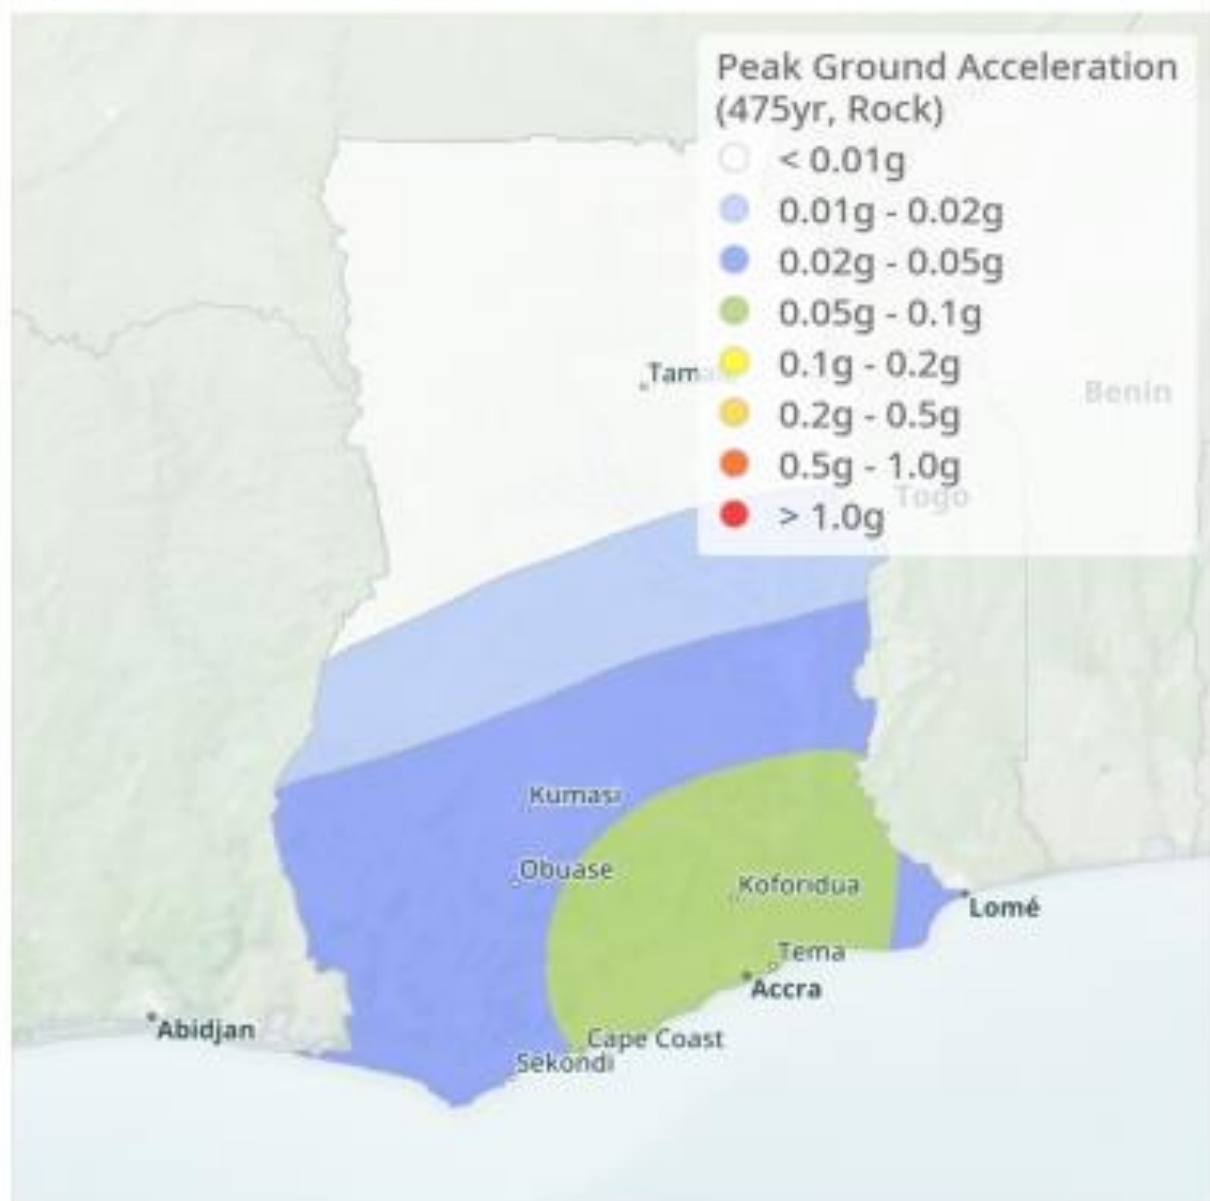 Peak Ground Acceleration
(475yr, Rock)
< 0.01g
0.01g - 0.02g
0.02g - 0.05g
0.05g - 0.1g
0.1g - 0.2g
0.2g - 0.5g
0.5g - 1.0g
> 1.0g
Tamale
Benin
Togo
Kumasi
Obuase
Koforidua
Lomé
Tema
Accra
Abidjan
Cape Coast
Sekondi